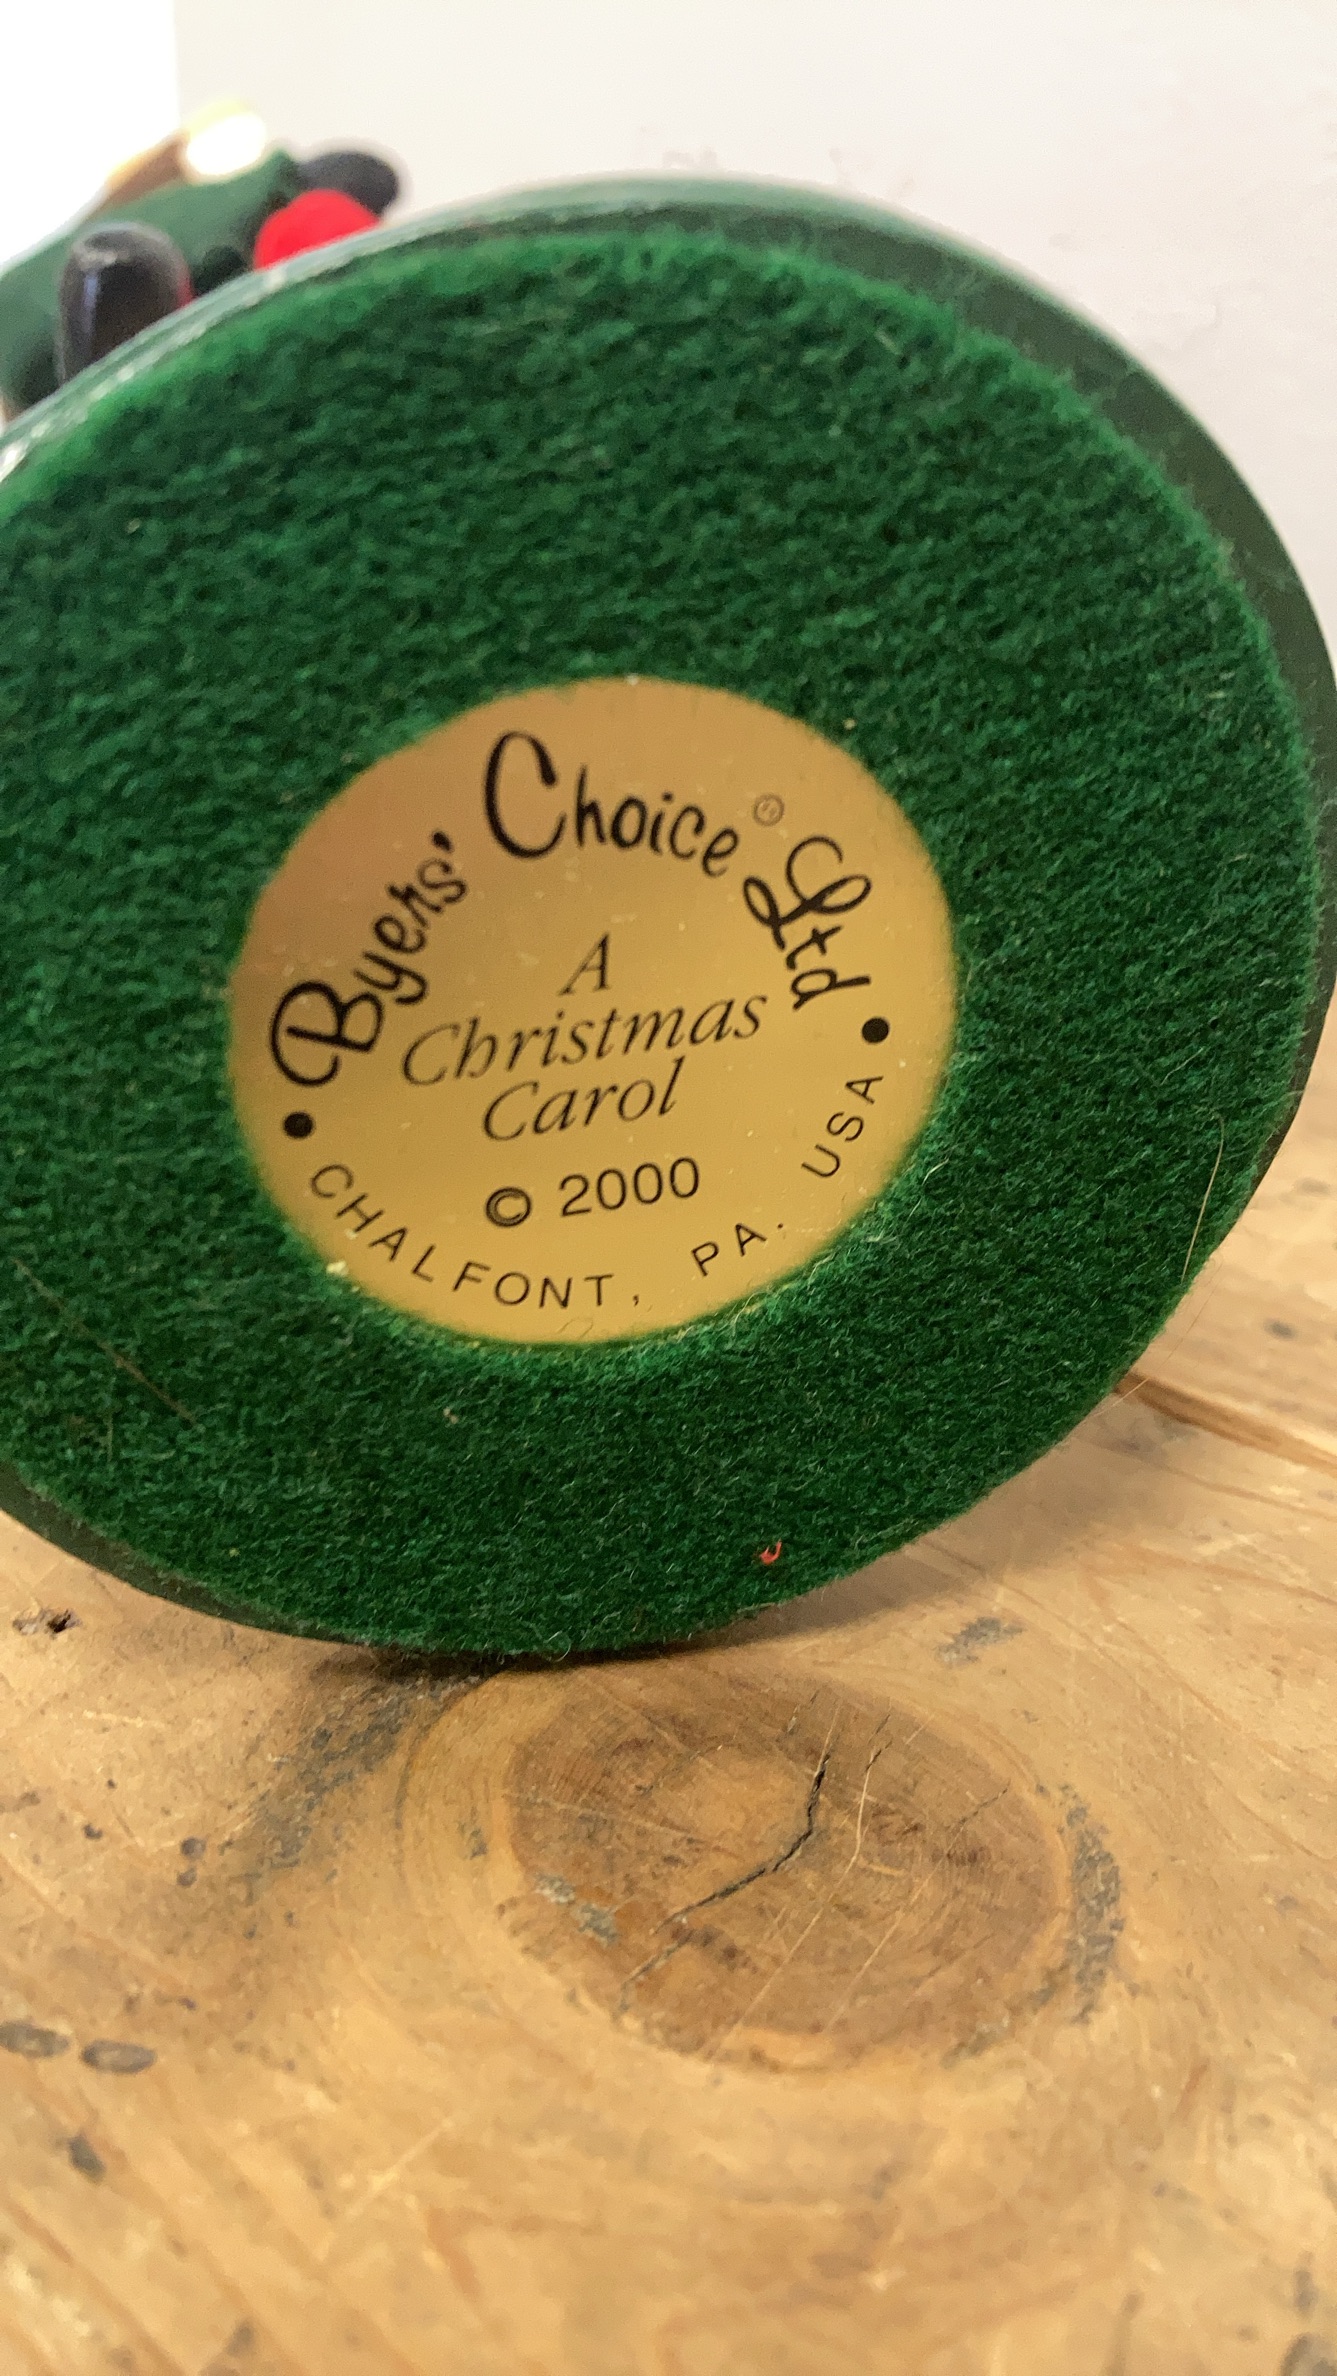 Byers' Choice® Ltd
A
Christmas
Carol
© 2000
• CHALFONT, PA. USA •